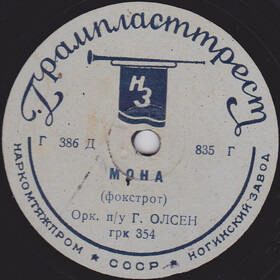 Грампласттрест
НЗ
Г 386 Д 835 Г
МОНА
(фокстрот)
Орк. п/у Г. ОЛСЕН
грк 354
НАРКОМТЯЖПРОМ ★ СССР ★ НОГИНСКИЙ-ЗАВОД